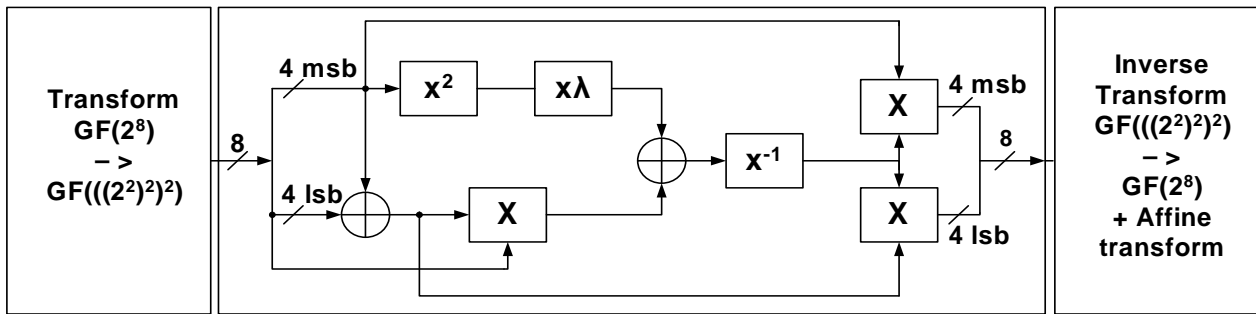 Transform
GF(2⁸)
– >
GF(((2²)²)²)
8
4 msb
4 lsb
x²
xλ
X
x⁻¹
X
X
4 msb
4 lsb
8
Inverse
Transform
GF(((2²)²)²)
– >
GF(2⁸)
+ Affine
transform